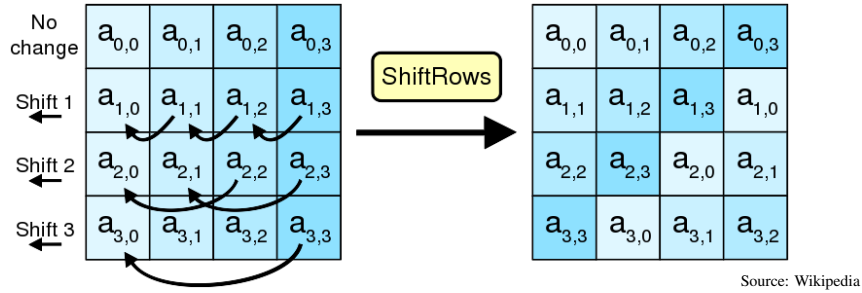 No change
a0,0 a0,1 a0,2 a0,3
Shift 1
a1,0 a1,1 a1,2 a1,3
Shift 2
a2,0 a2,1 a2,2 a2,3
Shift 3
a3,0 a3,1 a3,2 a3,3
ShiftRows
a0,0 a0,1 a0,2 a0,3
a1,1 a1,2 a1,3 a1,0
a2,2 a2,3 a2,0 a2,1
a3,3 a3,0 a3,1 a3,2
Source: Wikipedia